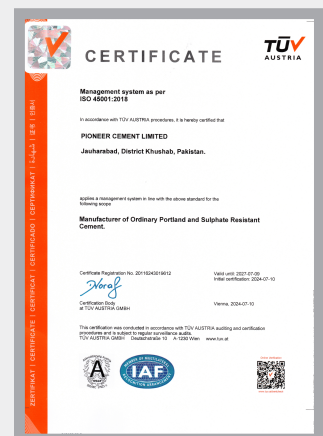 CERTIFICATE
TÜV
AUSTRIA
Management system as per
ISO 45001:2018
In accordance with TÜV AUSTRIA procedures, it is hereby certified that
PIONEER CEMENT LIMITED
Jauharabad, District Khushab, Pakistan.
applies a management system in line with the above standard for the
following scope
Manufacturer of Ordinary Portland and Sulphate Resistant
Cement.
Certificate Registration No. 20116243019612
Valid until: 2027-07-09
Initial certification: 2024-07-10
Certification Body
at TÜV AUSTRIA GMBH
Vienna, 2024-07-10
This certification was conducted in accordance with TÜV AUSTRIA auditing and certification
procedures and is subject to regular surveillance audits.
TÜV AUSTRIA GMBH Deutschstraße 10 A-1230 Wien www.tuv.at
IAF
ZERTIFIKAT | CERTIFICATE | CERTIFICAT | CERTIFICADO | СЕРТИФИКАТ